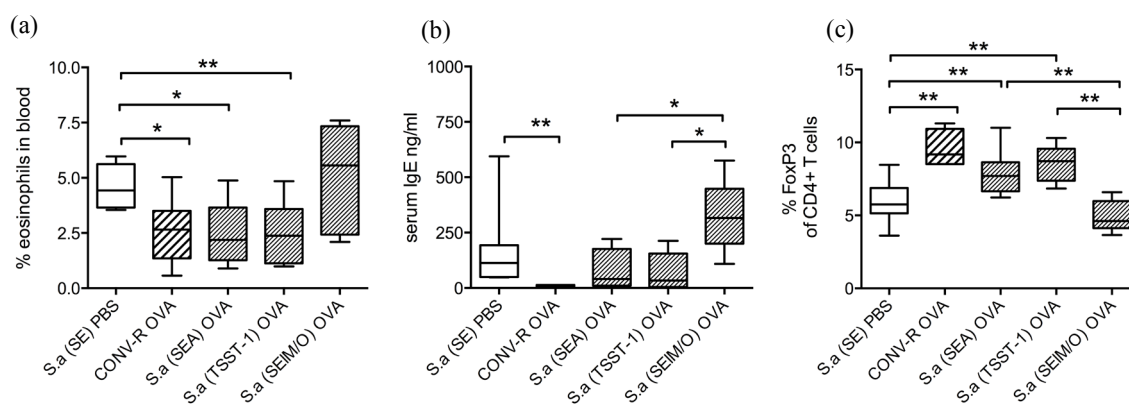 (a)
% eosinophils in blood
10.0
7.5
5.0
2.5
0.0
**
*
*
S.a (SE) PBS
CONV-R OVA
S.a (SEA) OVA
S.a (TSST-1) OVA
S.a (SEIM/O) OVA
(b)
serum IgE ng/ml
1000
750
500
250
0
**
*
*
S.a (SE) PBS
CONV-R OVA
S.a (SEA) OVA
S.a (TSST-1) OVA
S.a (SEIM/O) OVA
(c)
% FoxP3
of CD4+ T cells
15
10
5
0
**
**
**
**
**
S.a (SE) PBS
CONV-R OVA
S.a (SEA) OVA
S.a (TSST-1) OVA
S.a (SEIM/O) OVA